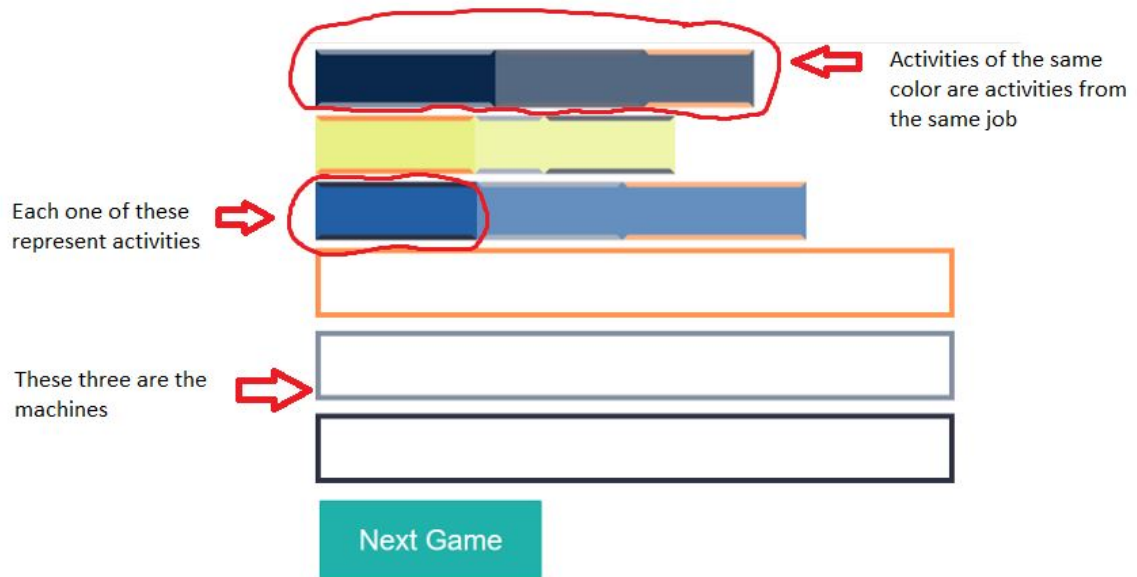 Activities of the same
color are activities from
the same job
Each one of these
represent activities
These three are the
machines
Next Game